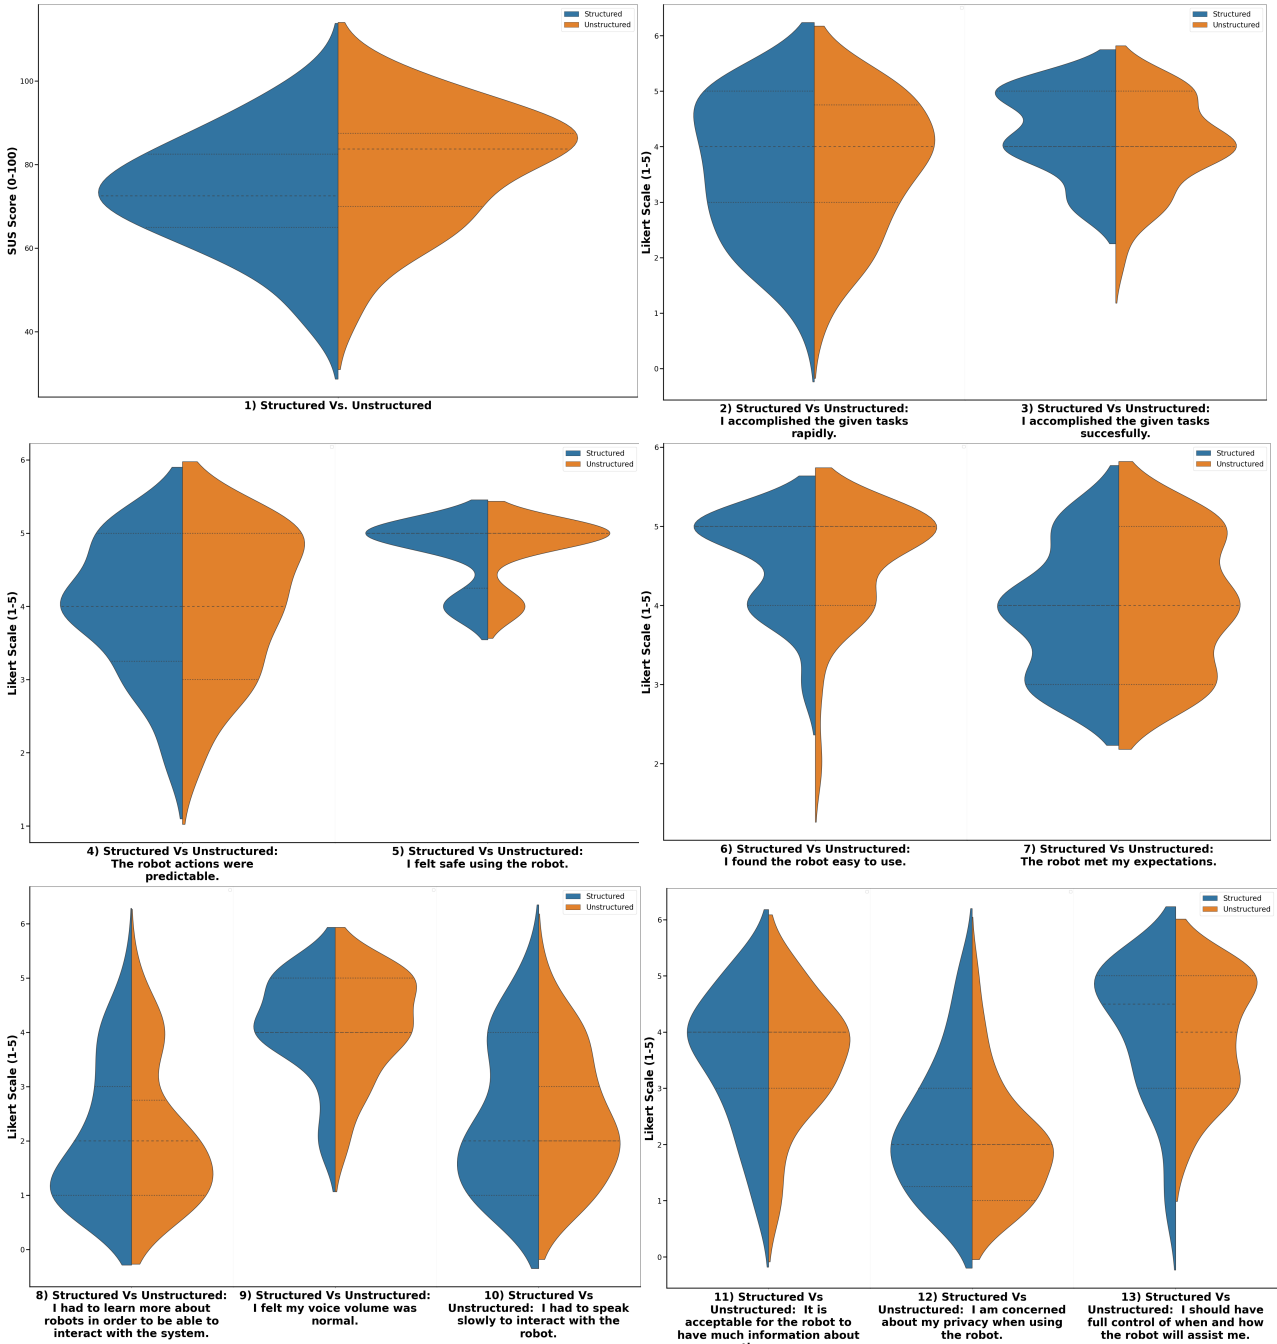 Structured
Unstructured
SUS Score (0-100)
100
80
60
40
1) Structured Vs. Unstructured
Structured
Unstructured
Likert Scale (1-5)
6
5
4
3
2
1
0
2) Structured Vs Unstructured:
I accomplished the given tasks
rapidly.
3) Structured Vs Unstructured:
I accomplished the given tasks
succesfully.
Structured
Unstructured
Likert Scale (1-5)
6
5
4
3
2
1
4) Structured Vs Unstructured:
The robot actions were
predictable.
5) Structured Vs Unstructured:
I felt safe using the robot.
Structured
Unstructured
Likert Scale (1-5)
6
5
4
3
2
6) Structured Vs Unstructured:
I found the robot easy to use.
7) Structured Vs Unstructured:
The robot met my expectations.
Structured
Unstructured
Likert Scale (1-5)
6
5
4
3
2
1
0
8) Structured Vs Unstructured:
I had to learn more about
robots in order to be able to
interact with the system.
9) Structured Vs Unstructured:
I felt my voice volume was
normal.
10) Structured Vs
Unstructured:  I had to speak
slowly to interact with the
robot.
Structured
Unstructured
Likert Scale (1-5)
6
5
4
3
2
1
0
11) Structured Vs
Unstructured:  It is
acceptable for the robot to
have much information about
12) Structured Vs
Unstructured:  I am concerned
about my privacy when using
the robot.
13) Structured Vs
Unstructured:  I should have
full control of when and how
the robot will assist me.